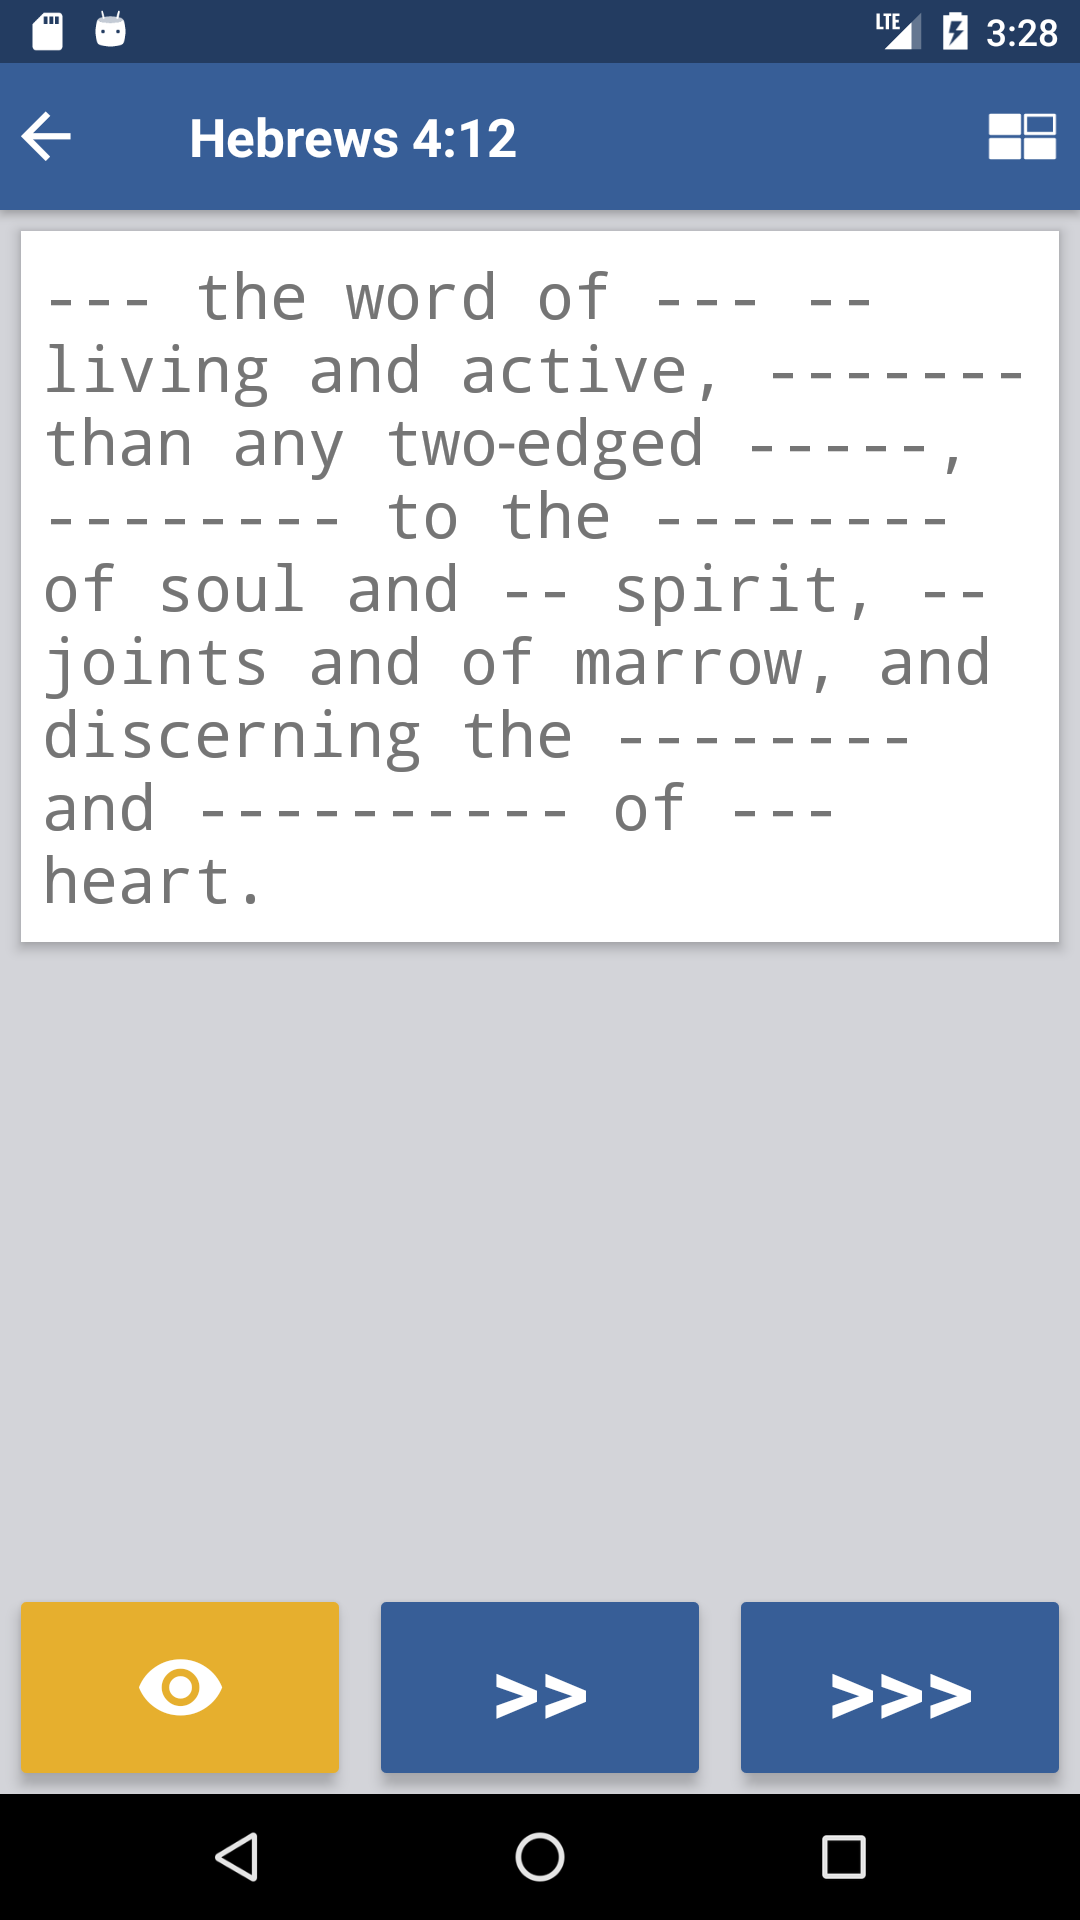 LTE 3:28
Hebrews 4:12
--- the word of --- --
living and active, -------
than any two-edged -----,
-------- to the --------
of soul and -- spirit, --
joints and of marrow, and
discerning the --------
and ---------- of ---
heart.
>> >>>